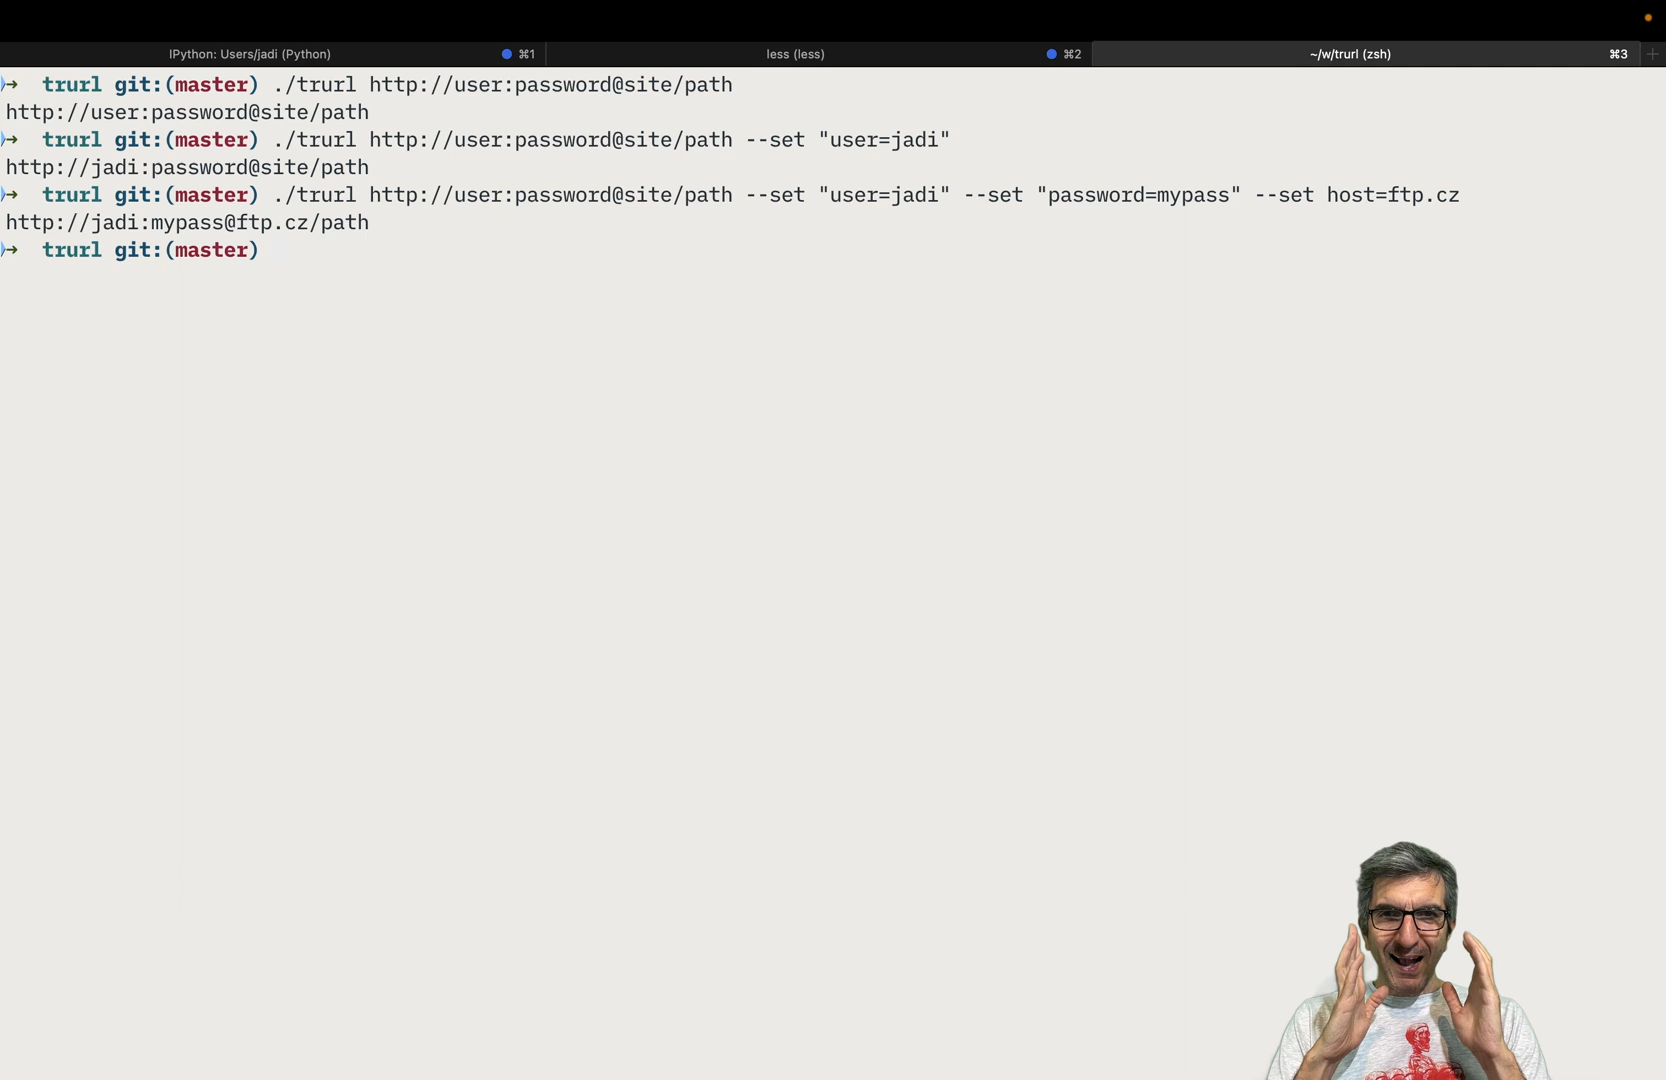 IPython: Users/jadi (Python) ⌘1 less (less) ⌘2 ~/w/trurl (zsh) ⌘3 +
→ trurl git:(master) ./trurl http://user:password@site/path
http://user:password@site/path
→ trurl git:(master) ./trurl http://user:password@site/path --set "user=jadi"
http://jadi:password@site/path
→ trurl git:(master) ./trurl http://user:password@site/path --set "user=jadi" --set "password=mypass" --set host=ftp.cz
http://jadi:mypass@ftp.cz/path
→ trurl git:(master)